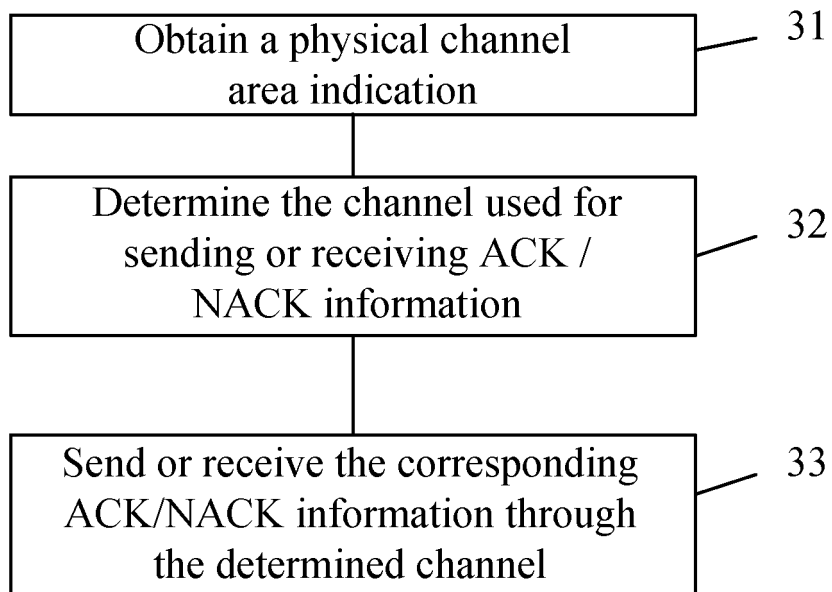 31
Obtain a physical channel
area indication
32
Determine the channel used for
sending or receiving ACK /
NACK information
33
Send or receive the corresponding
ACK/NACK information through
the determined channel